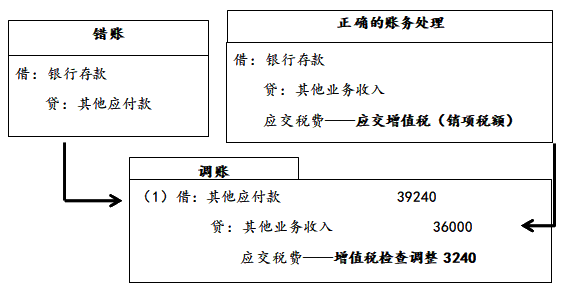 错账
借：银行存款
贷：其他应付款
正确的账务处理
借：银行存款
贷：其他业务收入
应交税费——应交增值税（销项税额）
调账
（1）借：其他应付款 39240
贷：其他业务收入 36000
应交税费——增值税检查调整 3240